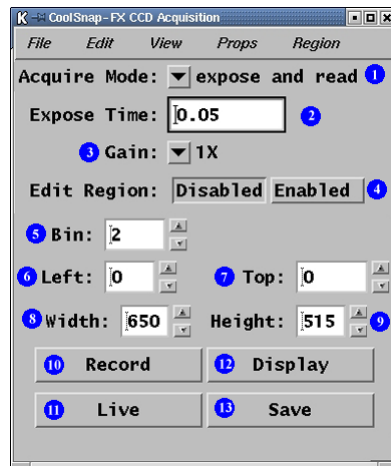 K CoolSnap-FX CCD Acquisition
File Edit View Props Region
Acquire Mode: expose and read 1
Expose Time: 0.05 2
3 Gain: 1X
Edit Region: Disabled Enabled 4
5 Bin: 2
6 Left: 0 7 Top: 0
8 Width: 650 Height: 515 9
10 Record 12 Display
11 Live 13 Save